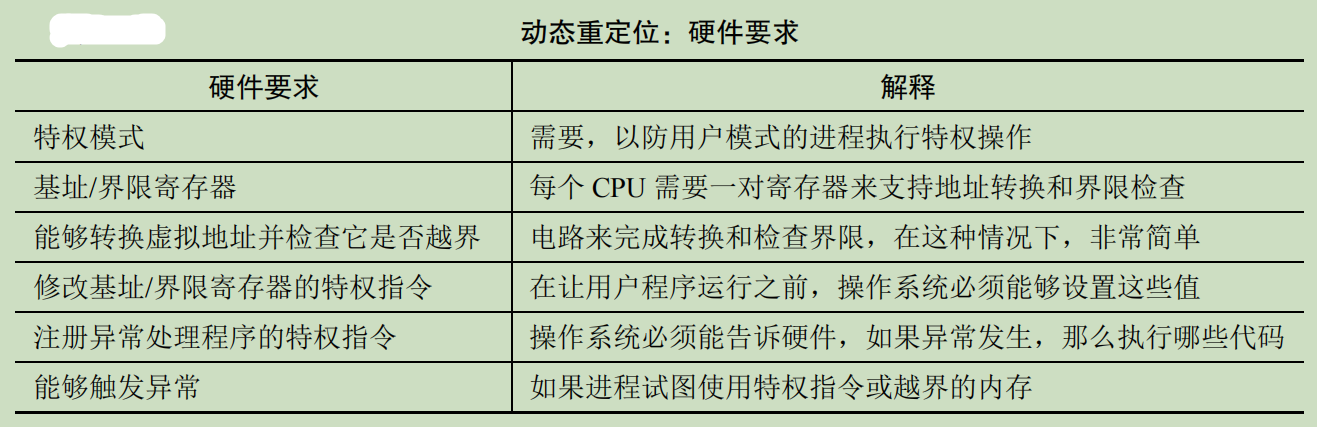 动态重定位：硬件要求
硬件要求 解释
特权模式 需要，以防用户模式的进程执行特权操作
基址/界限寄存器 每个 CPU 需要一对寄存器来支持地址转换和界限检查
能够转换虚拟地址并检查它是否越界 电路来完成转换和检查界限，在这种情况下，非常简单
修改基址/界限寄存器的特权指令 在让用户程序运行之前，操作系统必须能够设置这些值
注册异常处理程序的特权指令 操作系统必须能告诉硬件，如果异常发生，那么执行哪些代码
能够触发异常 如果进程试图使用特权指令或越界的内存